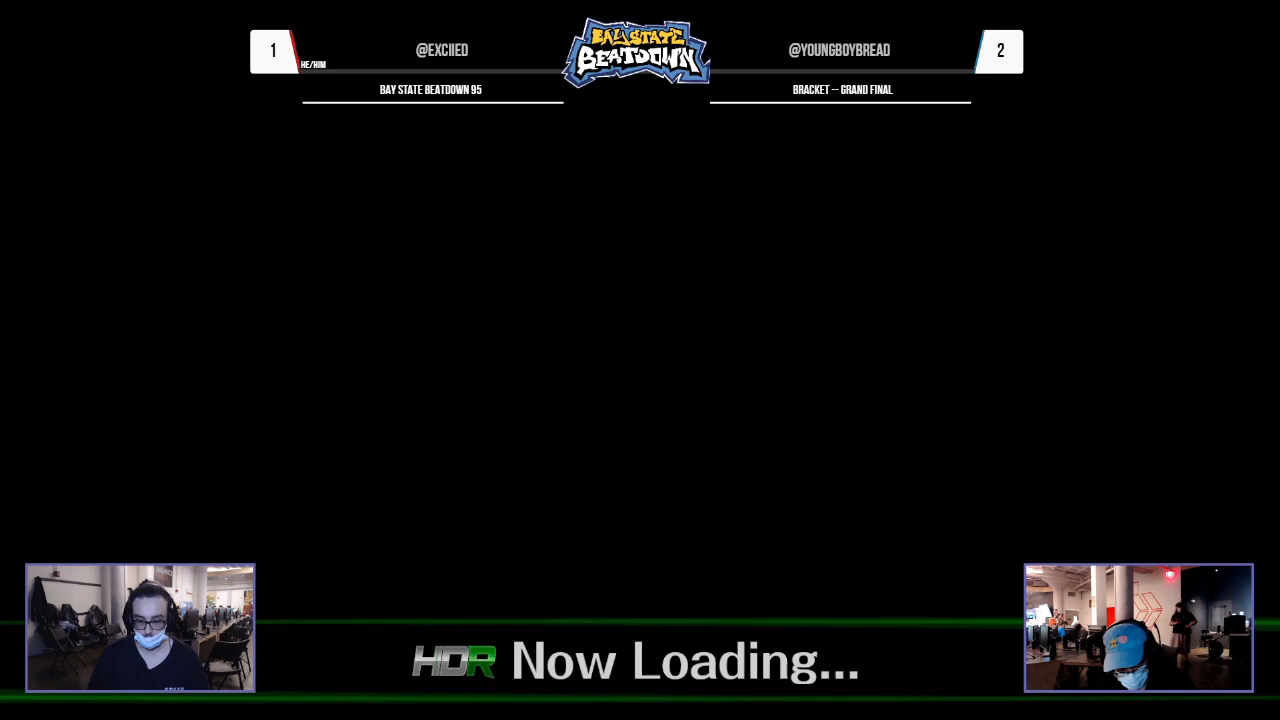 1
HE/HIM
@EXCIIED
BAY STATE
BEATDOWN
@YOUNGBOYBREAD
2
BAY STATE BEATDOWN 95
BRACKET -- GRAND FINAL
HDR Now Loading...